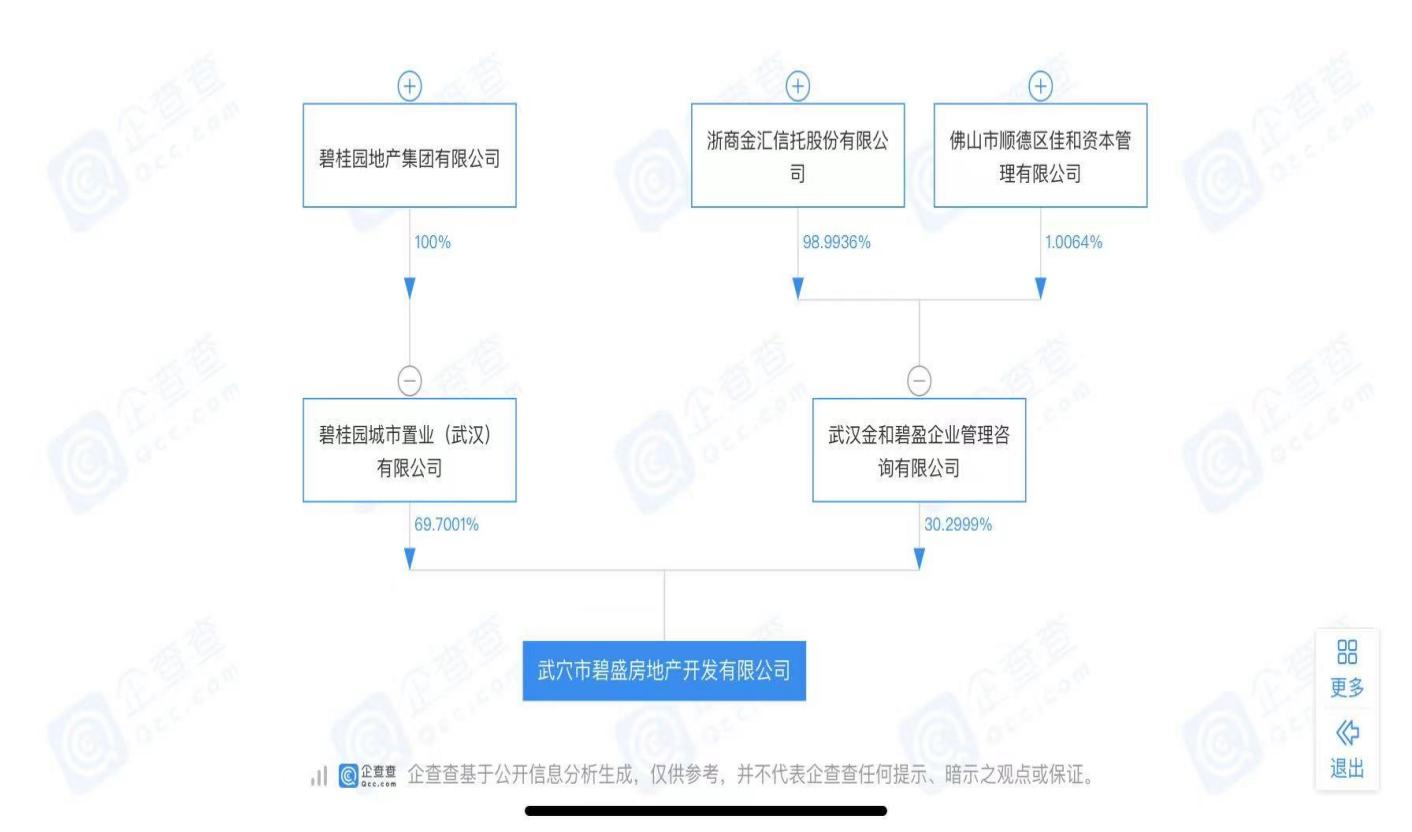 碧桂园地产集团有限公司
浙商金汇信托股份有限公
司
佛山市顺德区佳和资本管
理有限公司
100%
98.9936%
1.0064%
碧桂园城市置业（武汉）
有限公司
武汉金和碧盈企业管理咨
询有限公司
69.7001%
30.2999%
武穴市碧盛房地产开发有限公司
更多
退出
企查查
Qcc.com
企查查基于公开信息分析生成，仅供参考，并不代表企查查任何提示、暗示之观点或保证。